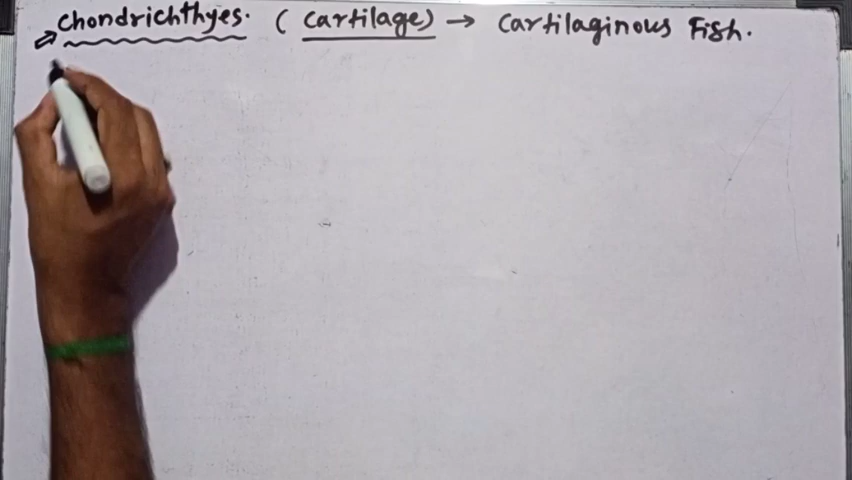 ⇒ Chondrichthyes. (Cartilage) → Cartilaginous Fish.